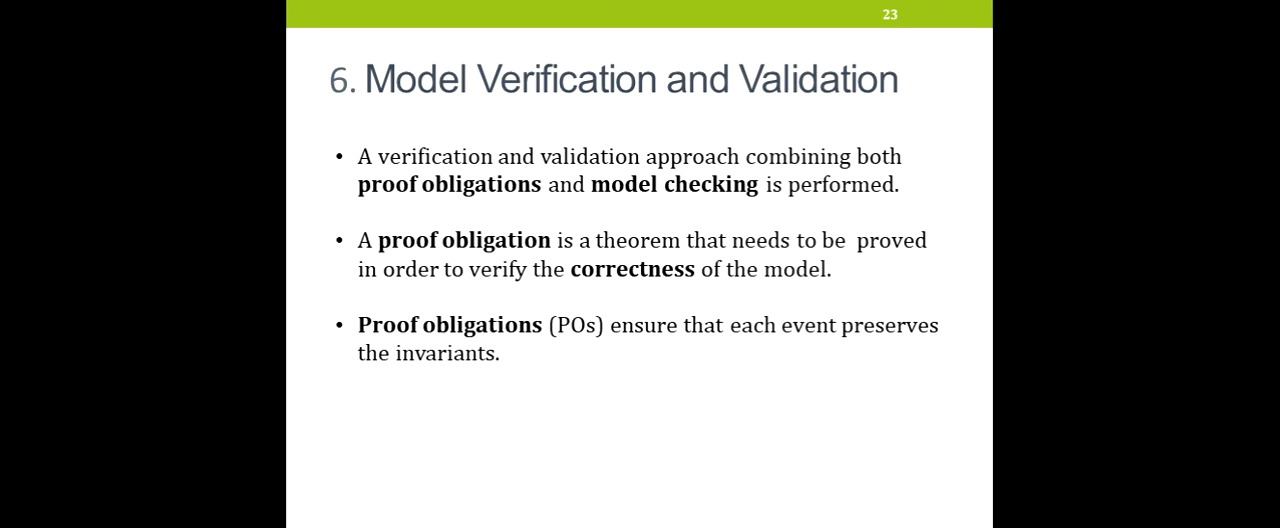 23
6. Model Verification and Validation
• A verification and validation approach combining both
proof obligations and model checking is performed.
• A proof obligation is a theorem that needs to be  proved
in order to verify the correctness of the model.
• Proof obligations (POs) ensure that each event preserves
the invariants.